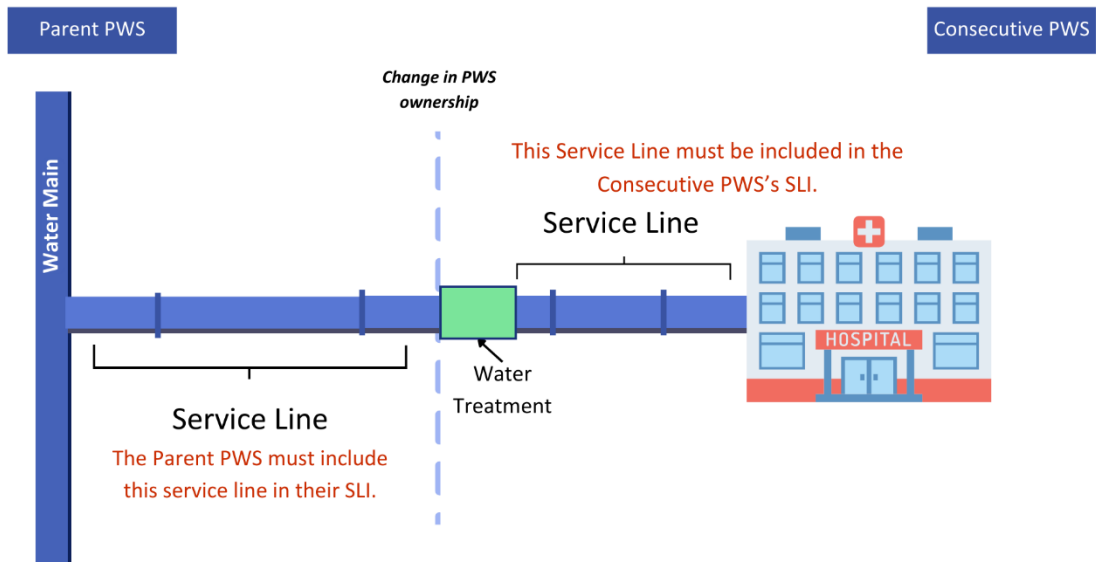 Parent PWS
Consecutive PWS
Change in PWS
ownership
This Service Line must be included in the
Consecutive PWS's SLI.
Service Line
Water Main
HOSPITAL
Water
Treatment
Service Line
The Parent PWS must include
this service line in their SLI.